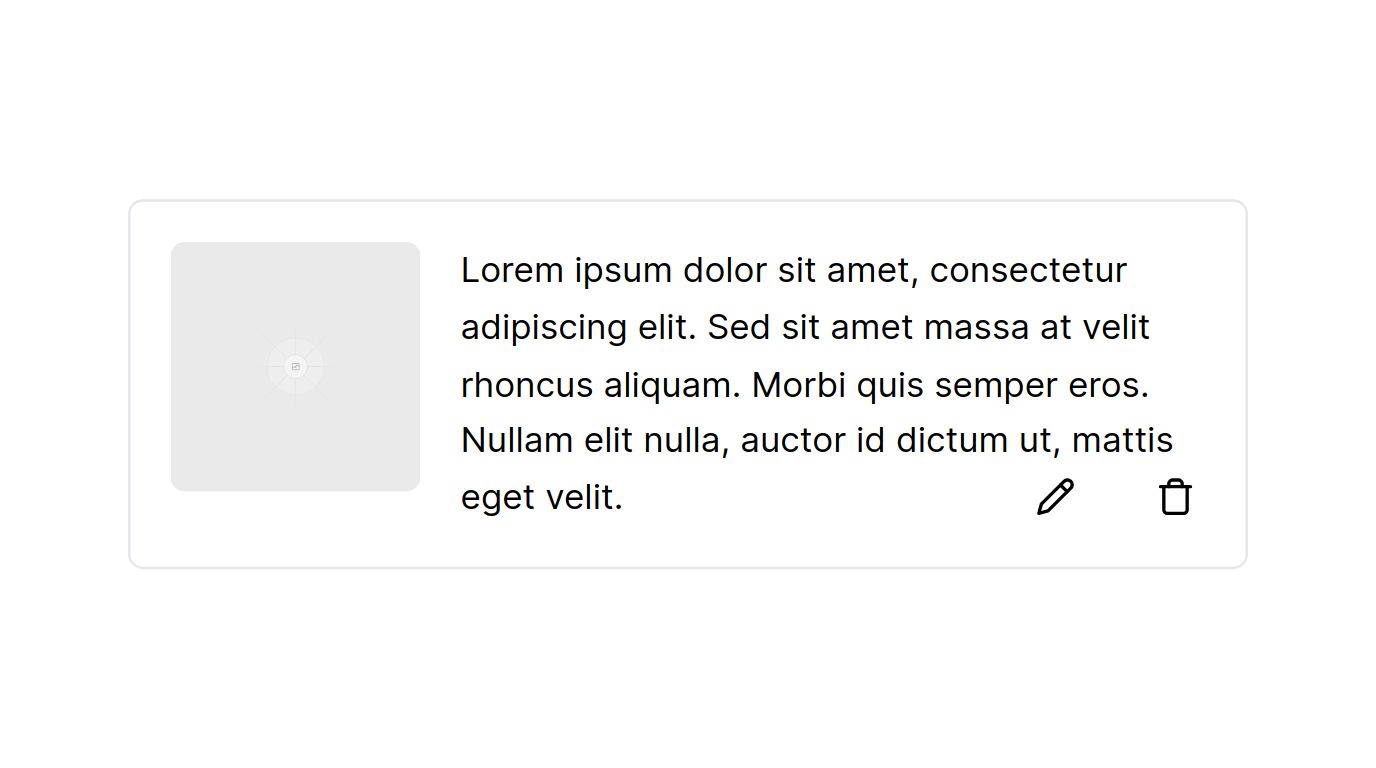 Lorem ipsum dolor sit amet, consectetur
adipiscing elit. Sed sit amet massa at velit
rhoncus aliquam. Morbi quis semper eros.
Nullam elit nulla, auctor id dictum ut, mattis
eget velit.